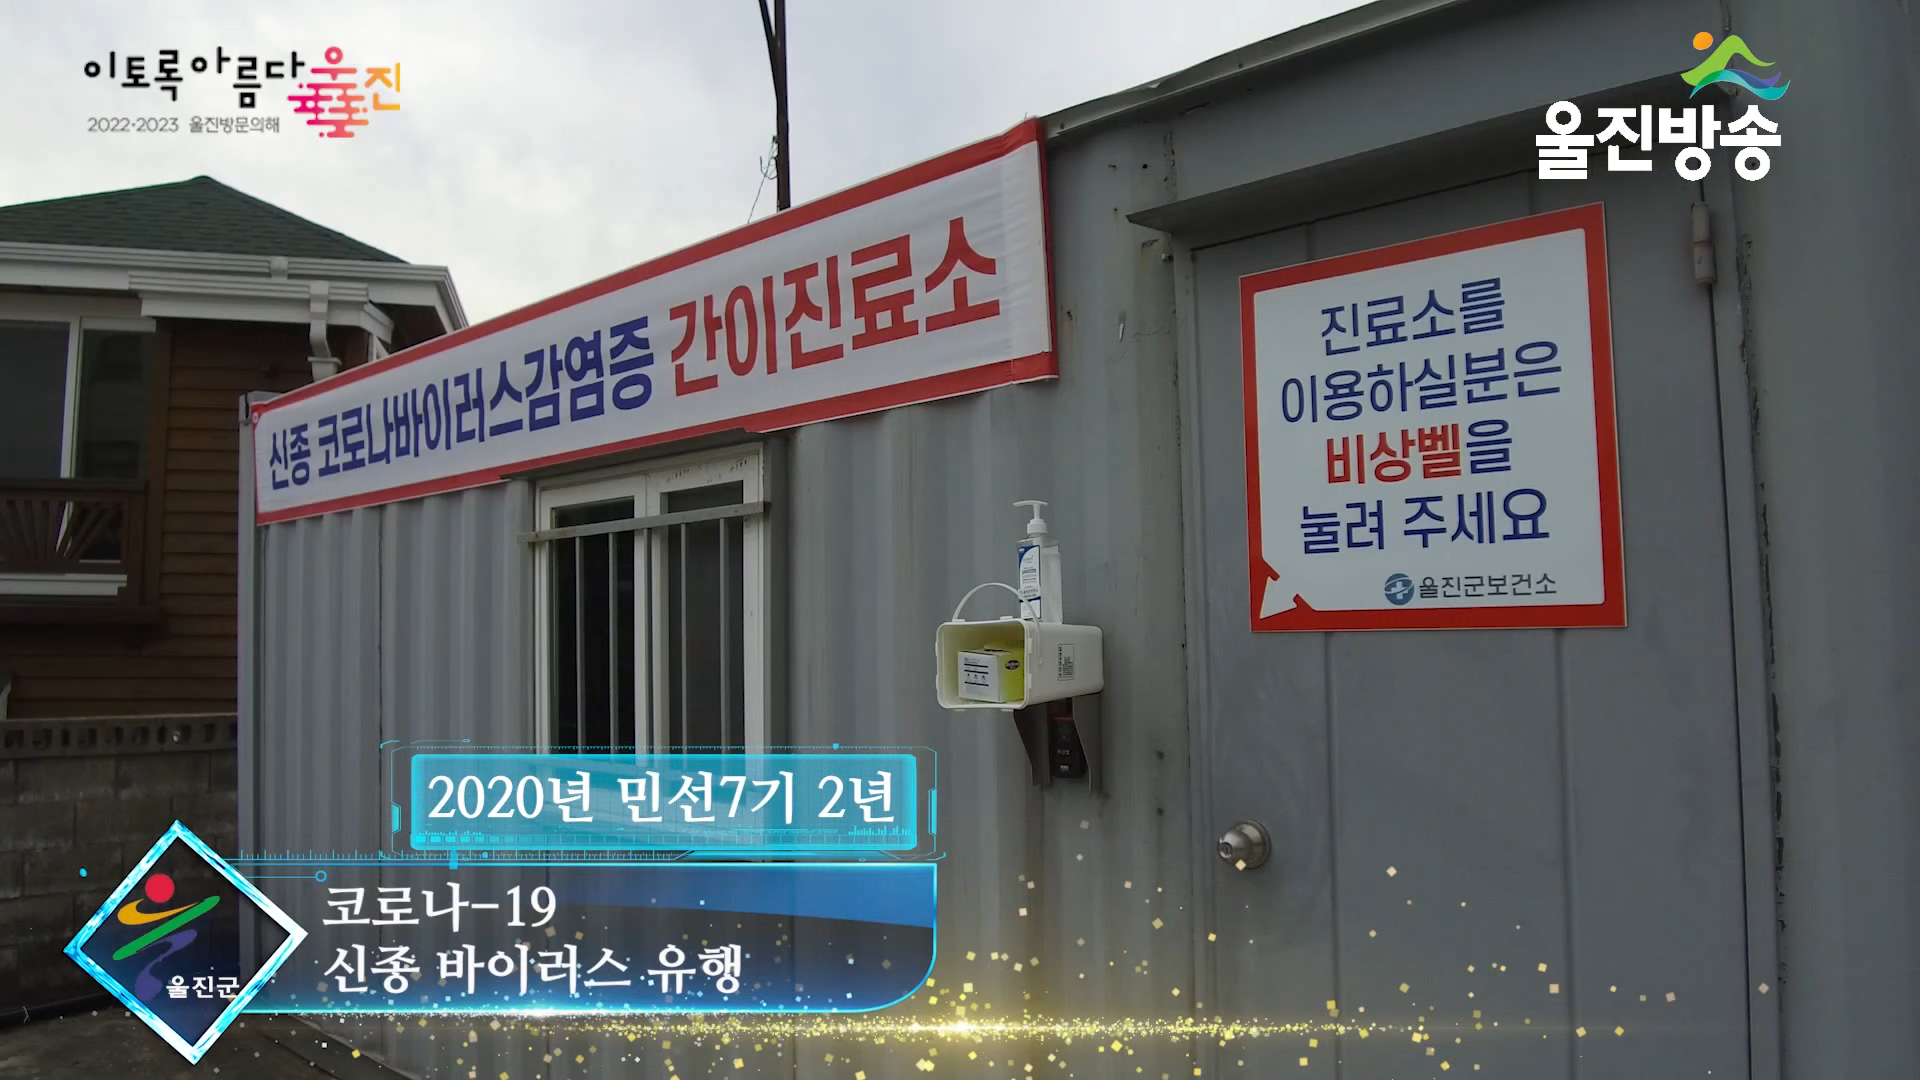 이토록 아름다울진
2022·2023 울진방문의해
울진방송
신종 코로나바이러스감염증 간이진료소
진료소를
이용하실분은
비상벨을
눌려 주세요
울진군보건소
2020년 민선7기 2년
코로나-19
신종 바이러스 유행
울진군